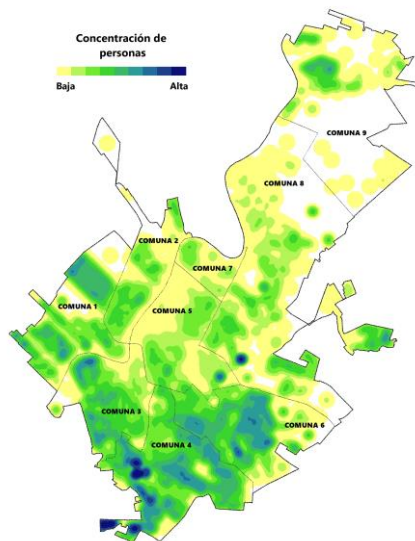 Concentración de
personas
Baja Alta
COMUNA 9
COMUNA 8
COMUNA 2
COMUNA 7
COMUNA 1
COMUNA 5
COMUNA 3
COMUNA 6
COMUNA 4